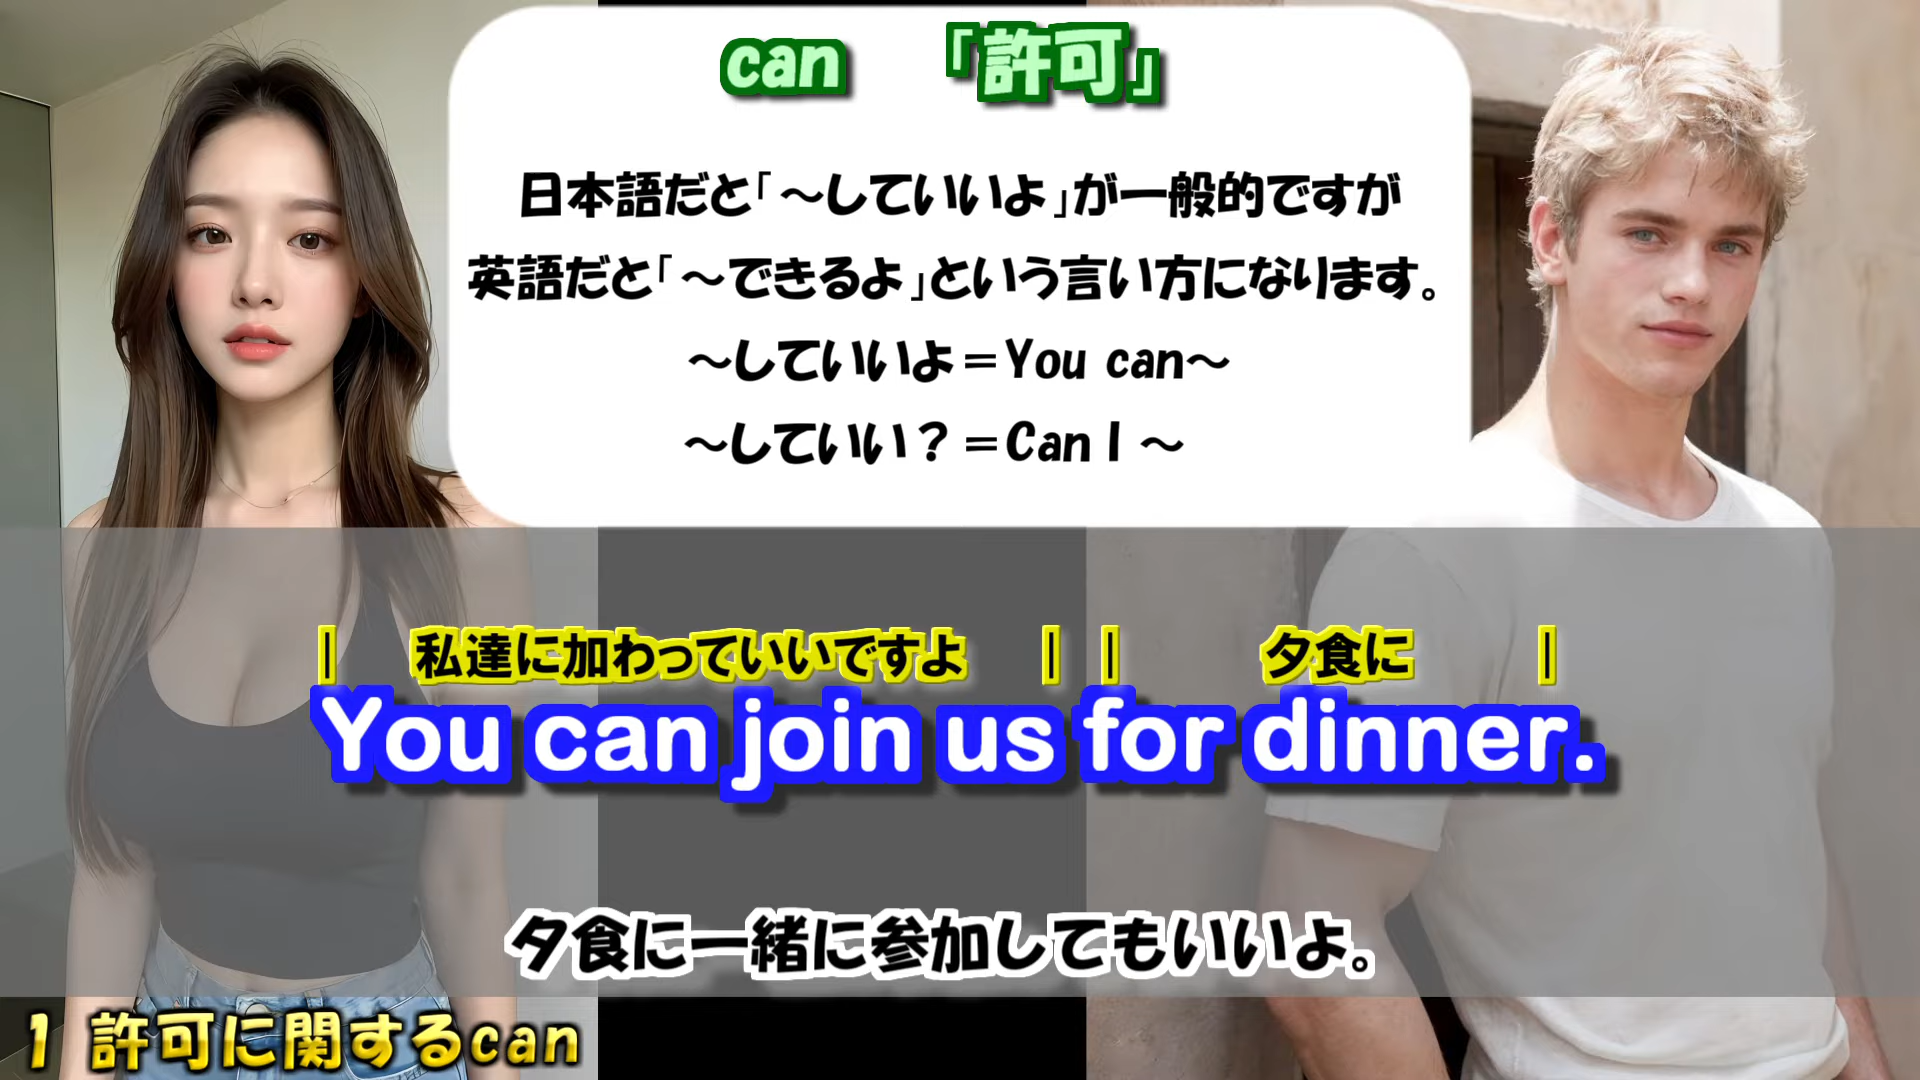 can 「許可」
日本語だと「~していいよ」が一般的ですが
英語だと「~できるよ」という言い方になります。
~していいよ=You can~
~していい?=Can I ~
| 私達に加わっていいですよ | | 夕食に |
You can join us for dinner.
夕食に一緒に参加してもいいよ。
1 許可に関するcan